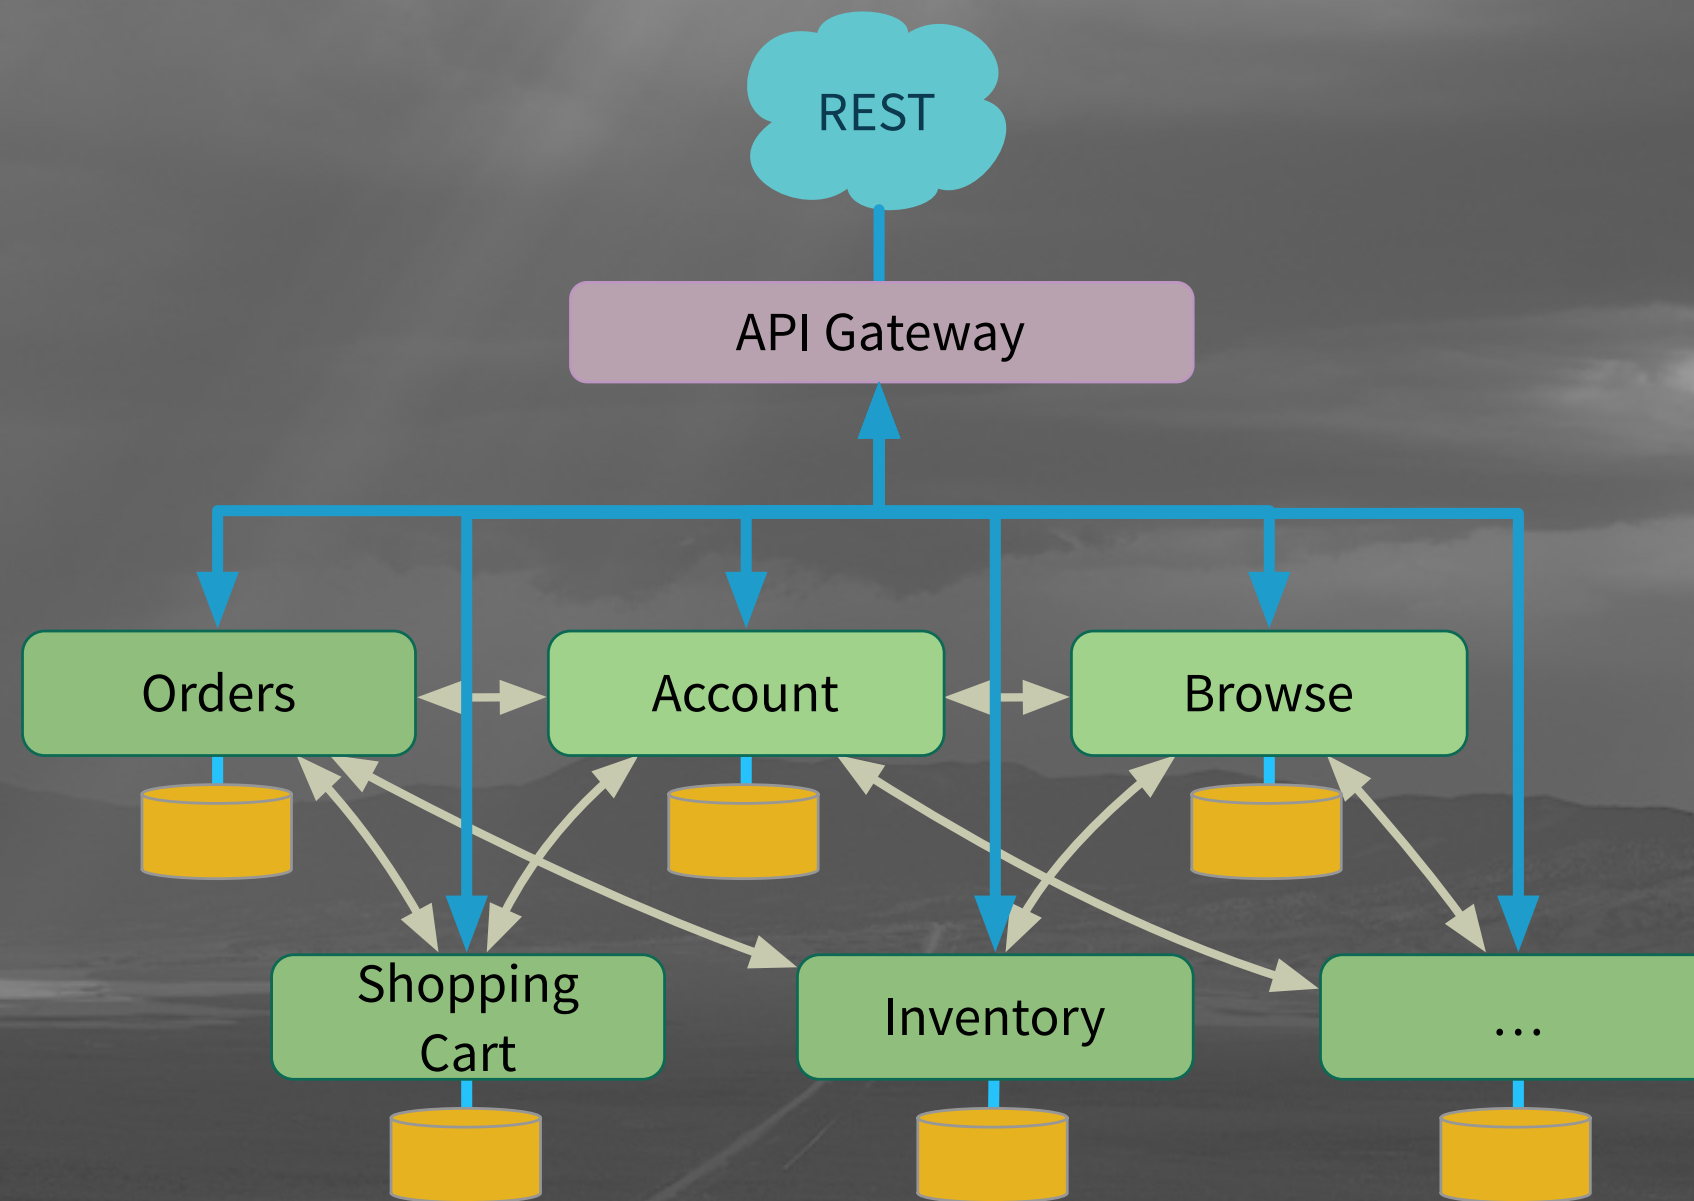 REST
API Gateway
Orders
Account
Browse
Shopping
Cart
Inventory
...